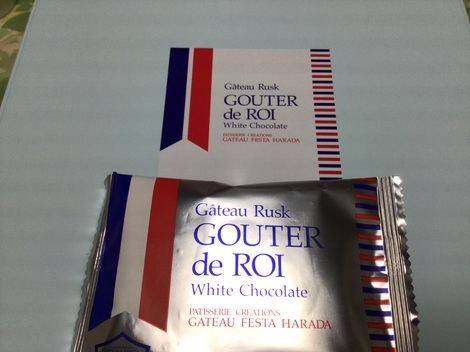 Gâteau Rusk
GOUTER
de ROI
White Chocolate
PATISSERIE CREATIONS
GATEAU FESTA HARADA
Gâteau Rusk
GOUTER
de ROI
White Chocolate
PATISSERIE CREATIONS
GATEAU FESTA HARADA